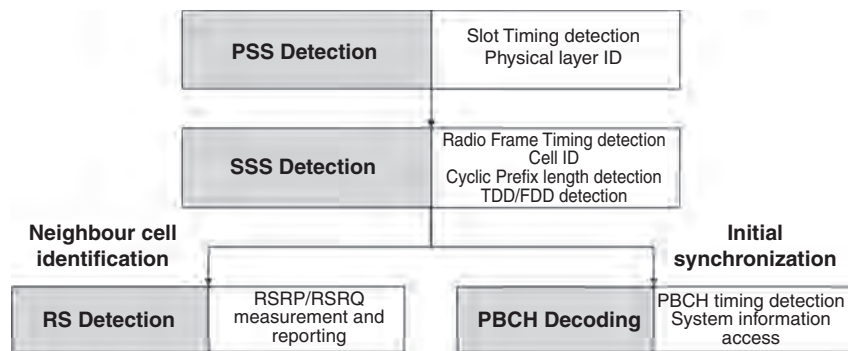 PSS Detection
Slot Timing detection
Physical layer ID
SSS Detection
Radio Frame Timing detection
Cell ID
Cyclic Prefix length detection
TDD/FDD detection
Neighbour cell
identification
Initial
synchronization
RS Detection
RSRP/RSRQ
measurement and
reporting
PBCH Decoding
PBCH timing detection
System information
access